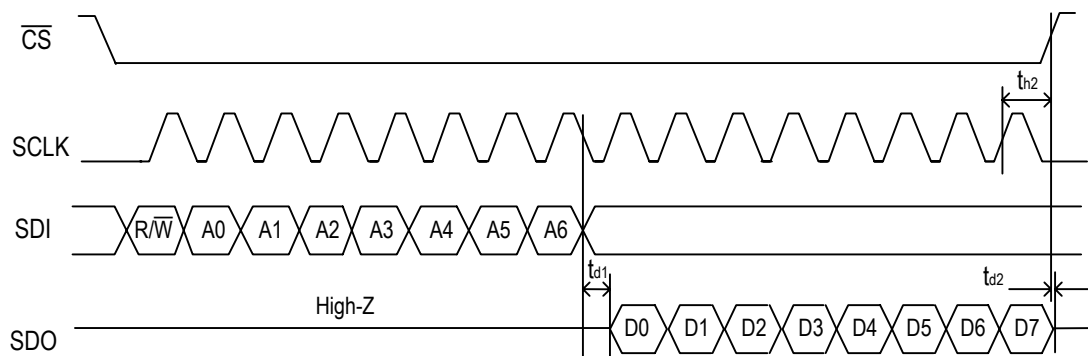 CS
th2
SCLK
SDI R/W A0 A1 A2 A3 A4 A5 A6
td1
td2
High-Z
SDO D0 D1 D2 D3 D4 D5 D6 D7